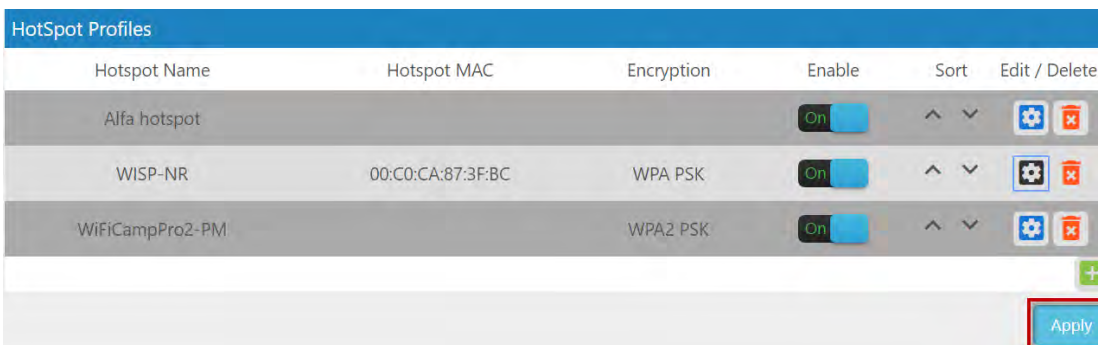 HotSpot Profiles
Hotspot Name Hotspot MAC Encryption Enable Sort Edit / Delete
Alfa hotspot On
WISP-NR 00:C0:CA:87:3F:BC WPA PSK On
WiFiCampPro2-PM WPA2 PSK On
Apply